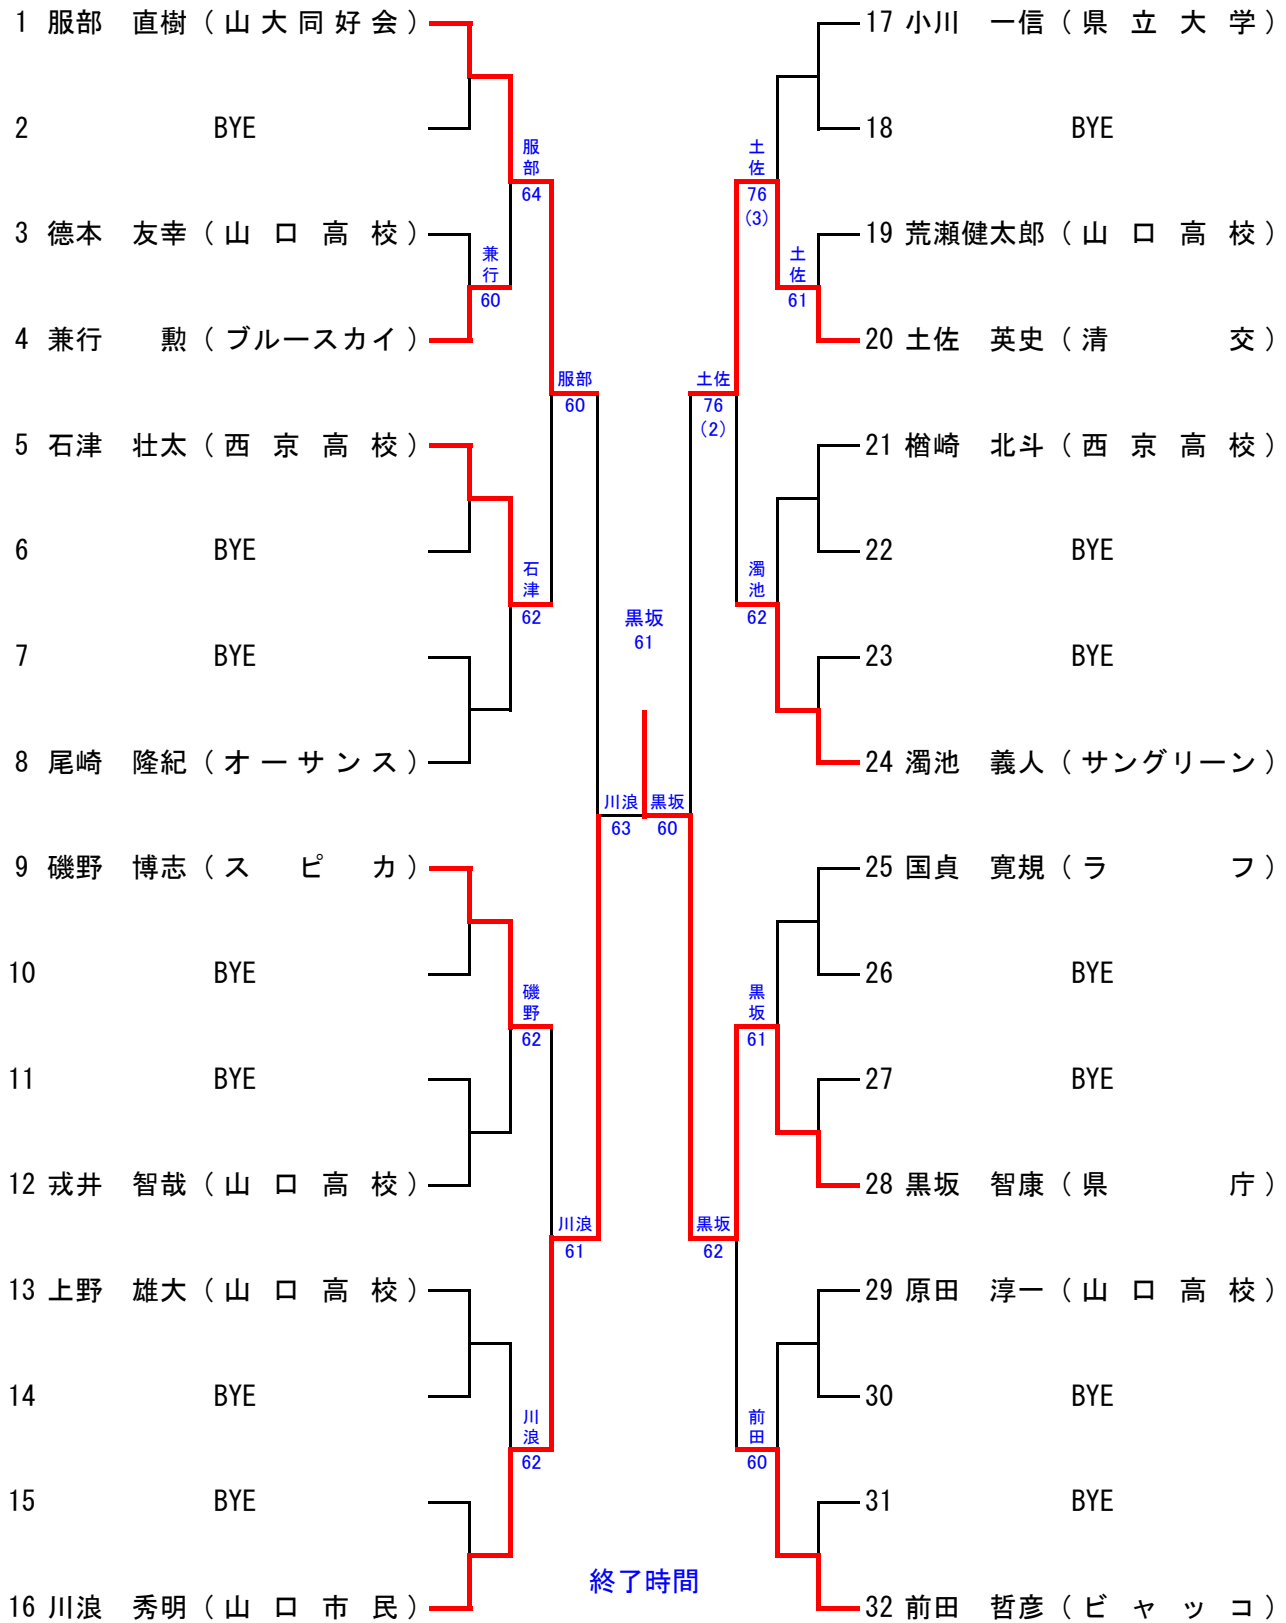 1 服部 直樹 ( 山 大 同 好 会 )
2 BYE
服部
64
3 德本 友幸 ( 山 口 高 校 )
兼行
60
4 兼行 勲 ( ブルースカイ )
服部
60
5 石津 壮太 ( 西 京 高 校 )
6 BYE
石津
62
7 BYE
8 尾崎 隆紀 ( オ ー サ ン ス )
川浪
63
9 磯野 博志 ( ス ピ カ )
10 BYE
磯野
62
11 BYE
12 戎井 智哉 ( 山 口 高 校 )
川浪
61
13 上野 雄大 ( 山 口 高 校 )
14 BYE
川浪
62
15 BYE
16 川浪 秀明 ( 山 口 市 民 )
黒坂
61
終了時間
17 小川 一信 ( 県 立 大 学 )
18 BYE
土佐
76
(3)
19 荒瀬健太郎 ( 山 口 高 校 )
土佐
61
20 土佐 英史 ( 清 交 )
土佐
76
(2)
21 楢崎 北斗 ( 西 京 高 校 )
22 BYE
濁池
62
23 BYE
24 濁池 義人 ( サングリーン )
黒坂
60
25 国貞 寛規 ( ラ フ )
26 BYE
黒坂
61
27 BYE
28 黒坂 智康 ( 県 庁 )
黒坂
62
29 原田 淳一 ( 山 口 高 校 )
30 BYE
前田
60
31 BYE
32 前田 哲彦 ( ビ ャ ッ コ )